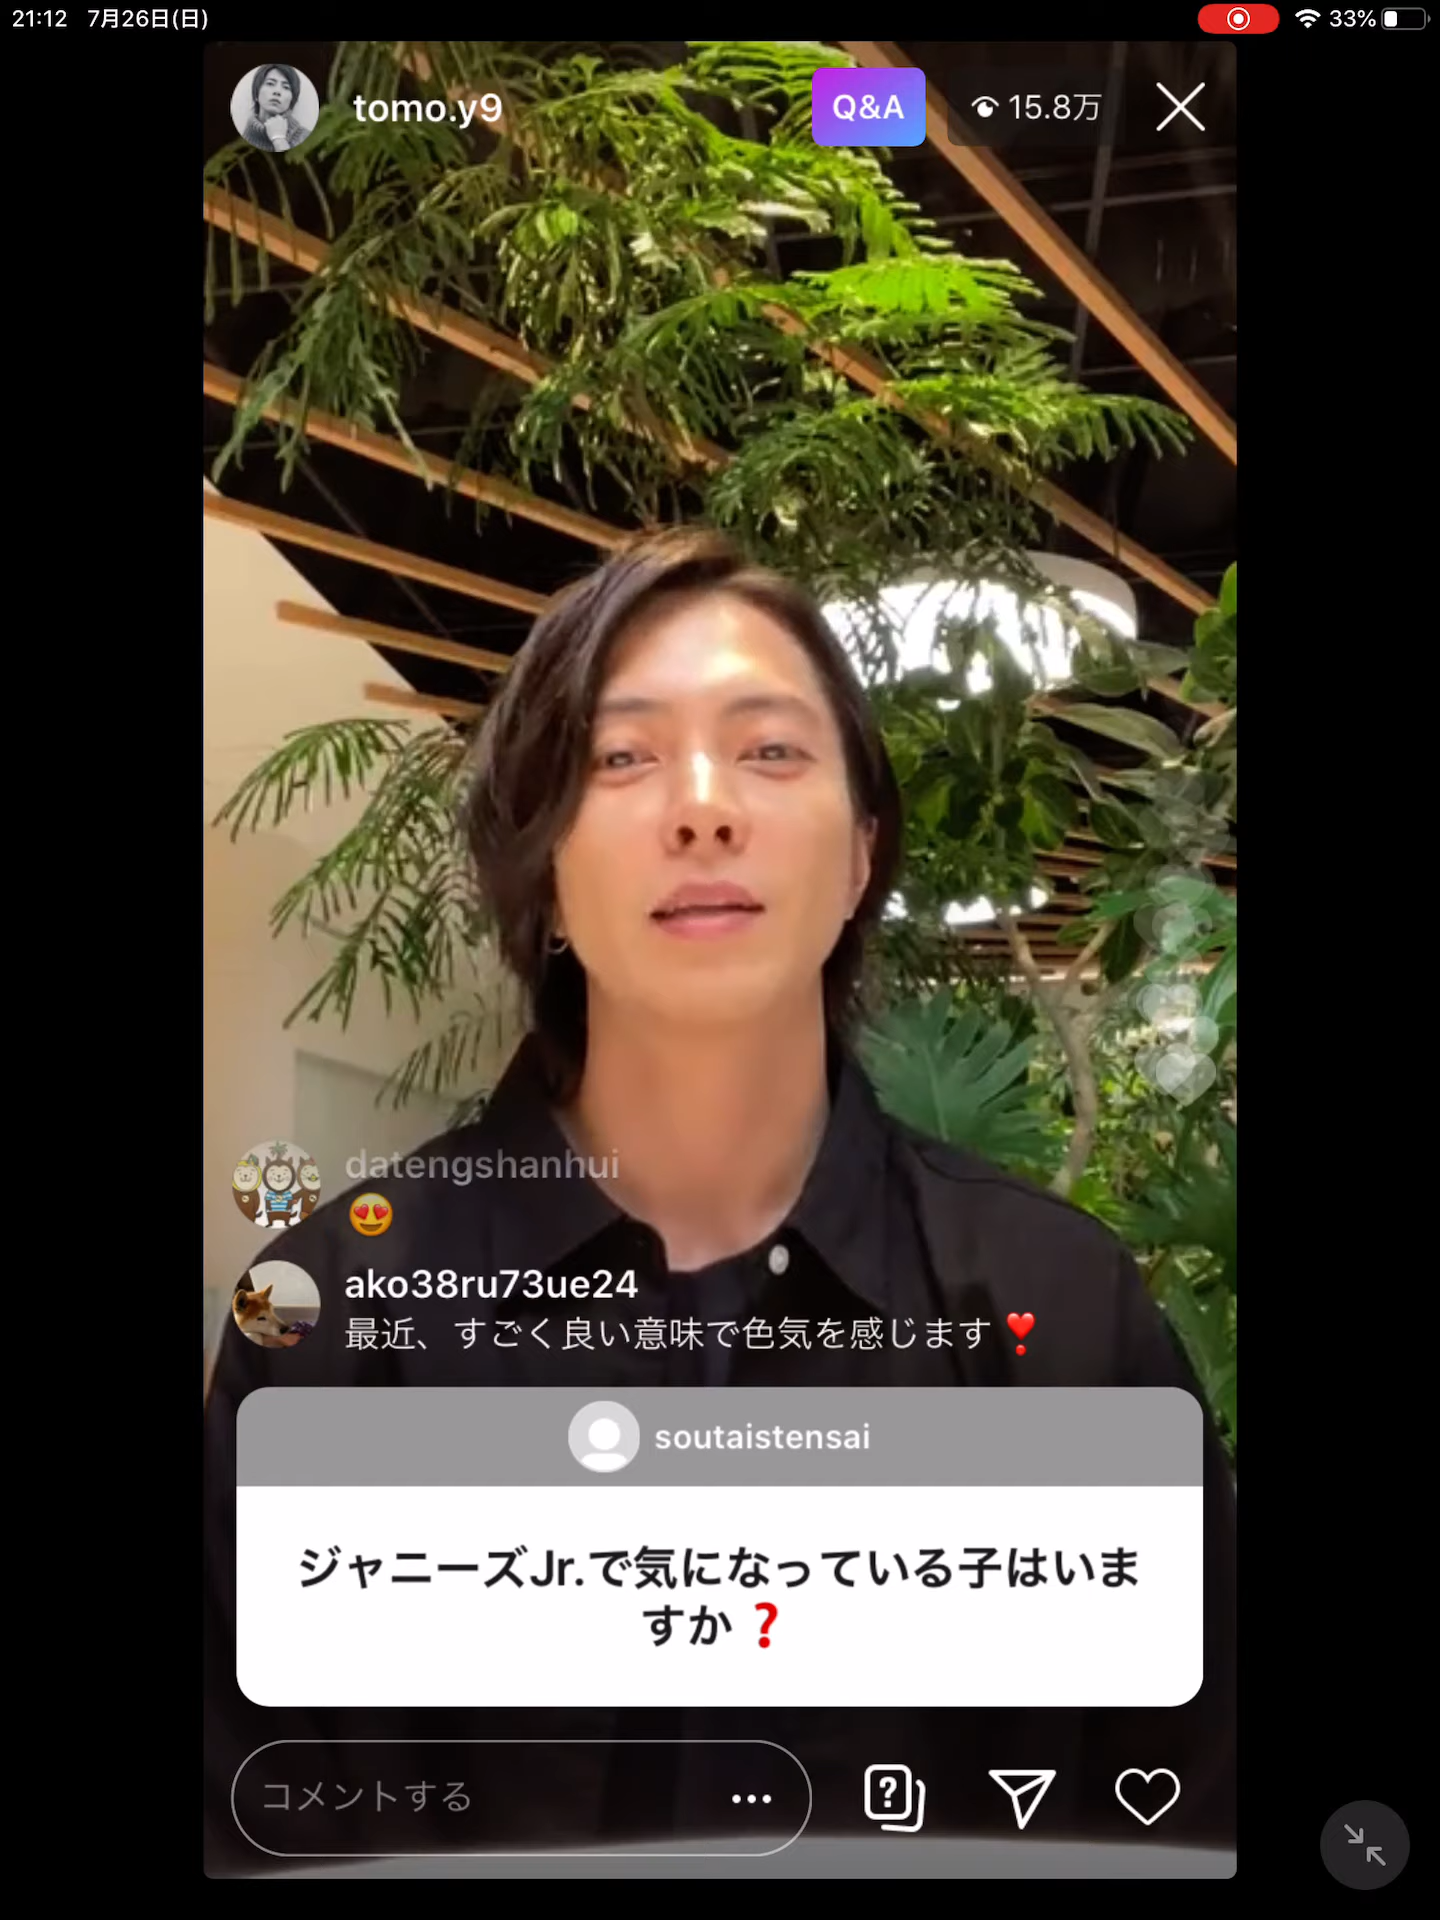 21:12 7月26日(日)
33%
tomo.y9
Q&A
15.8万
datengshanhui
😍
ako38ru73ue24
最近、すごく良い意味で色気を感じます❣️
soutaistensai
ジャニーズJr.で気になっている子はいま
すか❓
コメントする